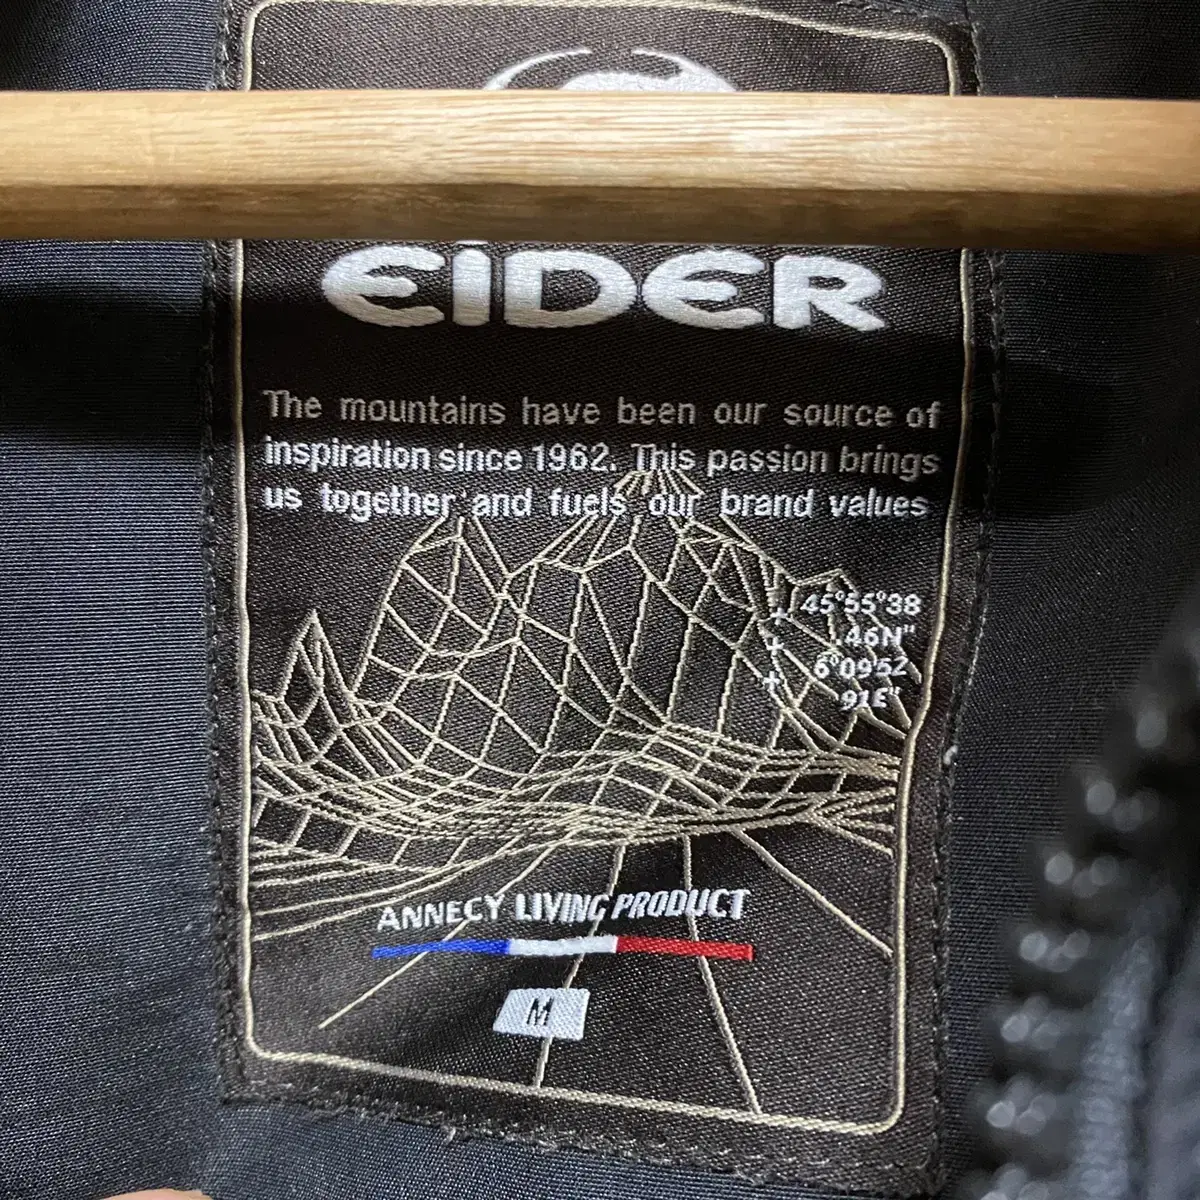 EIDER
The mountains have been our source of
inspiration since 1962. This passion brings
us together and fuels our brand values
45°55°38
.46N"
6°09'52
'91E"
ANNECY LIVING PRODUCT
M